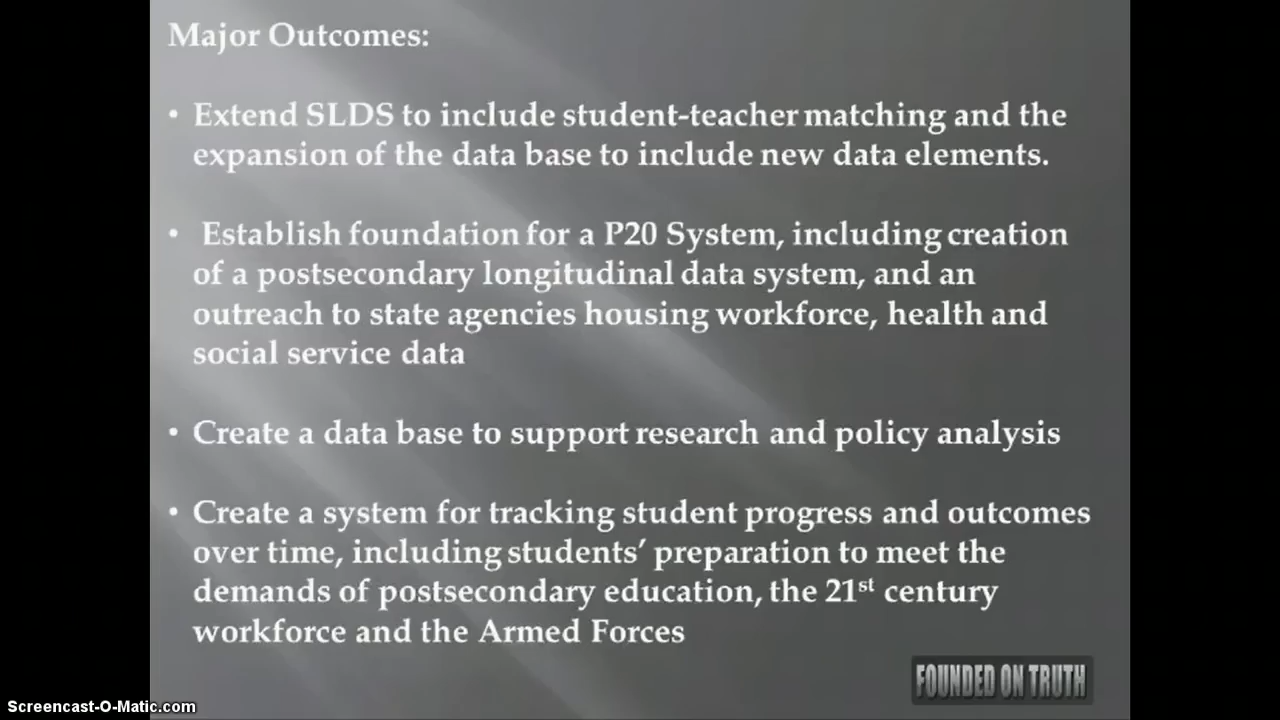 Major Outcomes:
• Extend SLDS to include student-teacher matching and the
expansion of the data base to include new data elements.
• Establish foundation for a P20 System, including creation
of a postsecondary longitudinal data system, and an
outreach to state agencies housing workforce, health and
social service data
• Create a data base to support research and policy analysis
• Create a system for tracking student progress and outcomes
over time, including students’ preparation to meet the
demands of postsecondary education, the 21st century
workforce and the Armed Forces
FOUNDED ON TRUTH
Screencast-O-Matic.com